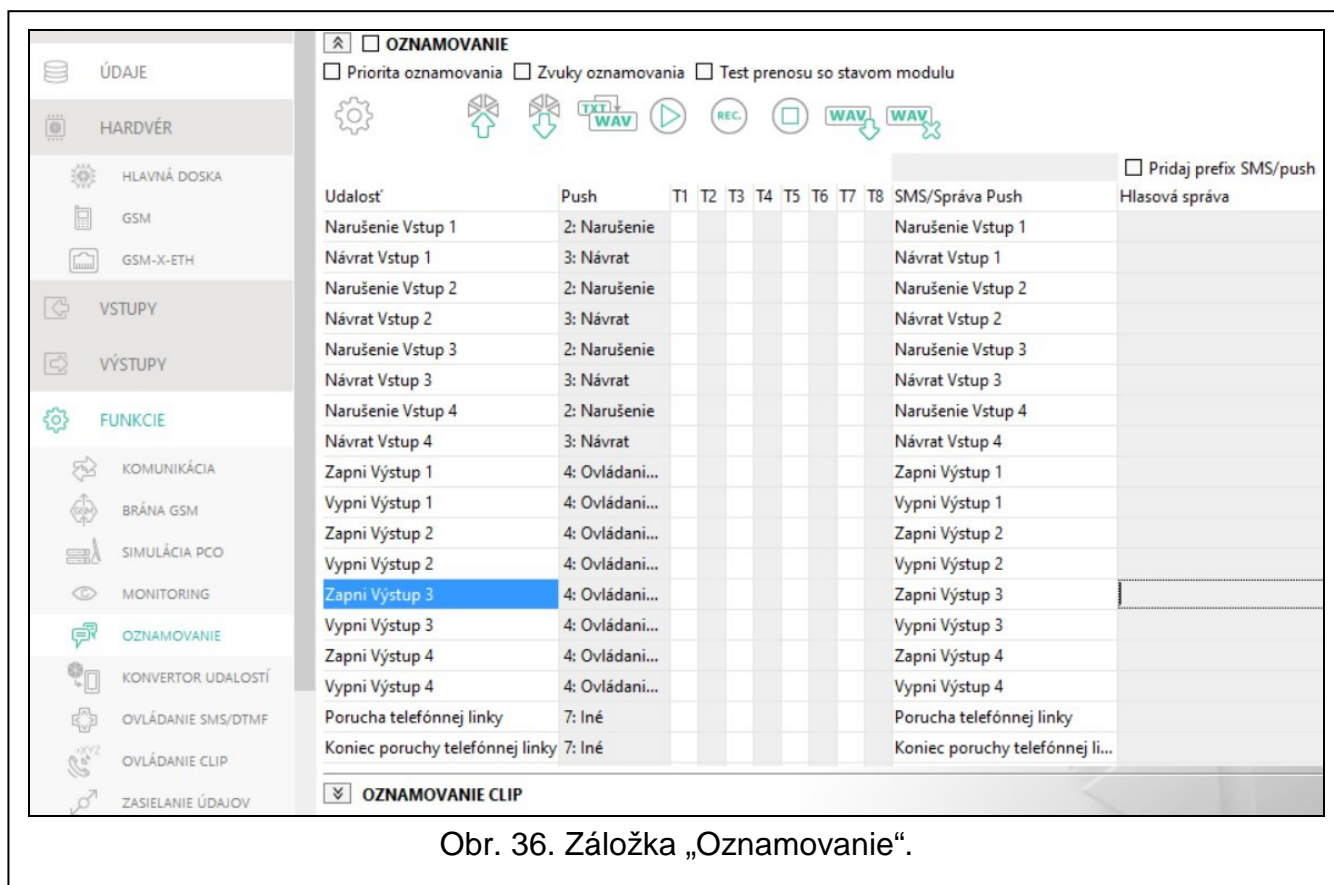 ÚDAJE
HARDVÉR
HLAVNÁ DOSKA
GSM
GSM-X-ETH
VSTUPY
VÝSTUPY
FUNKCIE
KOMUNIKÁCIA
BRÁNA GSM
SIMULÁCIA PCO
MONITORING
OZNAMOVANIE
KONVERTOR UDALOSTÍ
OVLÁDANIE SMS/DTMF
OVLÁDANIE CLIP
ZASIELANIE ÚDAJOV
OZNAMOVANIE
Priorita oznamovania Zvuky oznamovania Test prenosu so stavom modulu
TXT WAV REC. WAV WAV
Pridaj prefix SMS/push
Udalosť Push T1 T2 T3 T4 T5 T6 T7 T8 SMS/Správa Push Hlasová správa
Narušenie Vstup 1 2: Narušenie Narušenie Vstup 1
Návrat Vstup 1 3: Návrat Návrat Vstup 1
Narušenie Vstup 2 2: Narušenie Narušenie Vstup 2
Návrat Vstup 2 3: Návrat Návrat Vstup 2
Narušenie Vstup 3 2: Narušenie Narušenie Vstup 3
Návrat Vstup 3 3: Návrat Návrat Vstup 3
Narušenie Vstup 4 2: Narušenie Narušenie Vstup 4
Návrat Vstup 4 3: Návrat Návrat Vstup 4
Zapni Výstup 1 4: Ovládani... Zapni Výstup 1
Vypni Výstup 1 4: Ovládani... Vypni Výstup 1
Zapni Výstup 2 4: Ovládani... Zapni Výstup 2
Vypni Výstup 2 4: Ovládani... Vypni Výstup 2
Zapni Výstup 3 4: Ovládani... Zapni Výstup 3
Vypni Výstup 3 4: Ovládani... Vypni Výstup 3
Zapni Výstup 4 4: Ovládani... Zapni Výstup 4
Vypni Výstup 4 4: Ovládani... Vypni Výstup 4
Porucha telefónnej linky 7: Iné Porucha telefónnej linky
Koniec poruchy telefónnej linky 7: Iné Koniec poruchy telefónnej li...
OZNAMOVANIE CLIP
Obr. 36. Záložka „Oznamovanie“.